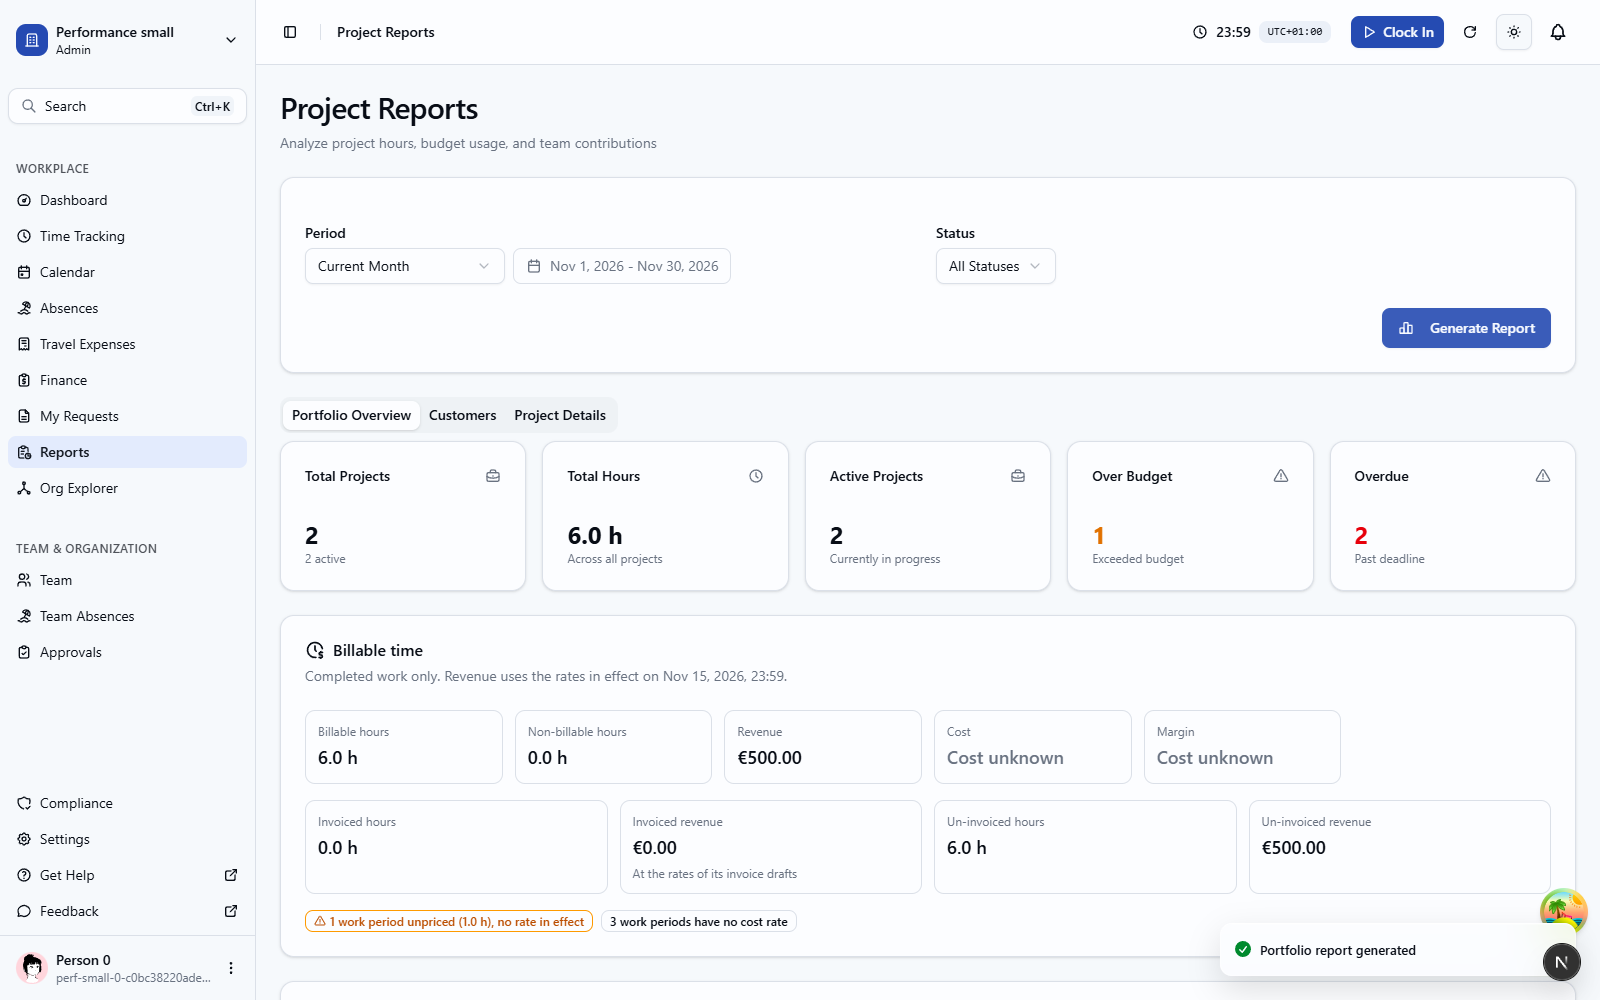 Performance small
Admin
Search
Ctrl+K
WORKPLACE
Dashboard
Time Tracking
Calendar
Absences
Travel Expenses
Finance
My Requests
Reports
Org Explorer
TEAM & ORGANIZATION
Team
Team Absences
Approvals
Compliance
Settings
Get Help
Feedback
Person 0
perf-small-0-c0bc38220ade...
Project Reports
23:59
UTC+01:00
Clock In
Project Reports
Analyze project hours, budget usage, and team contributions
Period
Current Month
Nov 1, 2026 - Nov 30, 2026
Status
All Statuses
Generate Report
Portfolio Overview
Customers
Project Details
Total Projects
2
2 active
Total Hours
6.0 h
Across all projects
Active Projects
2
Currently in progress
Over Budget
1
Exceeded budget
Overdue
2
Past deadline
Billable time
Completed work only. Revenue uses the rates in effect on Nov 15, 2026, 23:59.
Billable hours
6.0 h
Non-billable hours
0.0 h
Revenue
€500.00
Cost
Cost unknown
Margin
Cost unknown
Invoiced hours
0.0 h
Invoiced revenue
€0.00
At the rates of its invoice drafts
Un-invoiced hours
6.0 h
Un-invoiced revenue
€500.00
1 work period unpriced (1.0 h), no rate in effect
3 work periods have no cost rate
Portfolio report generated
N